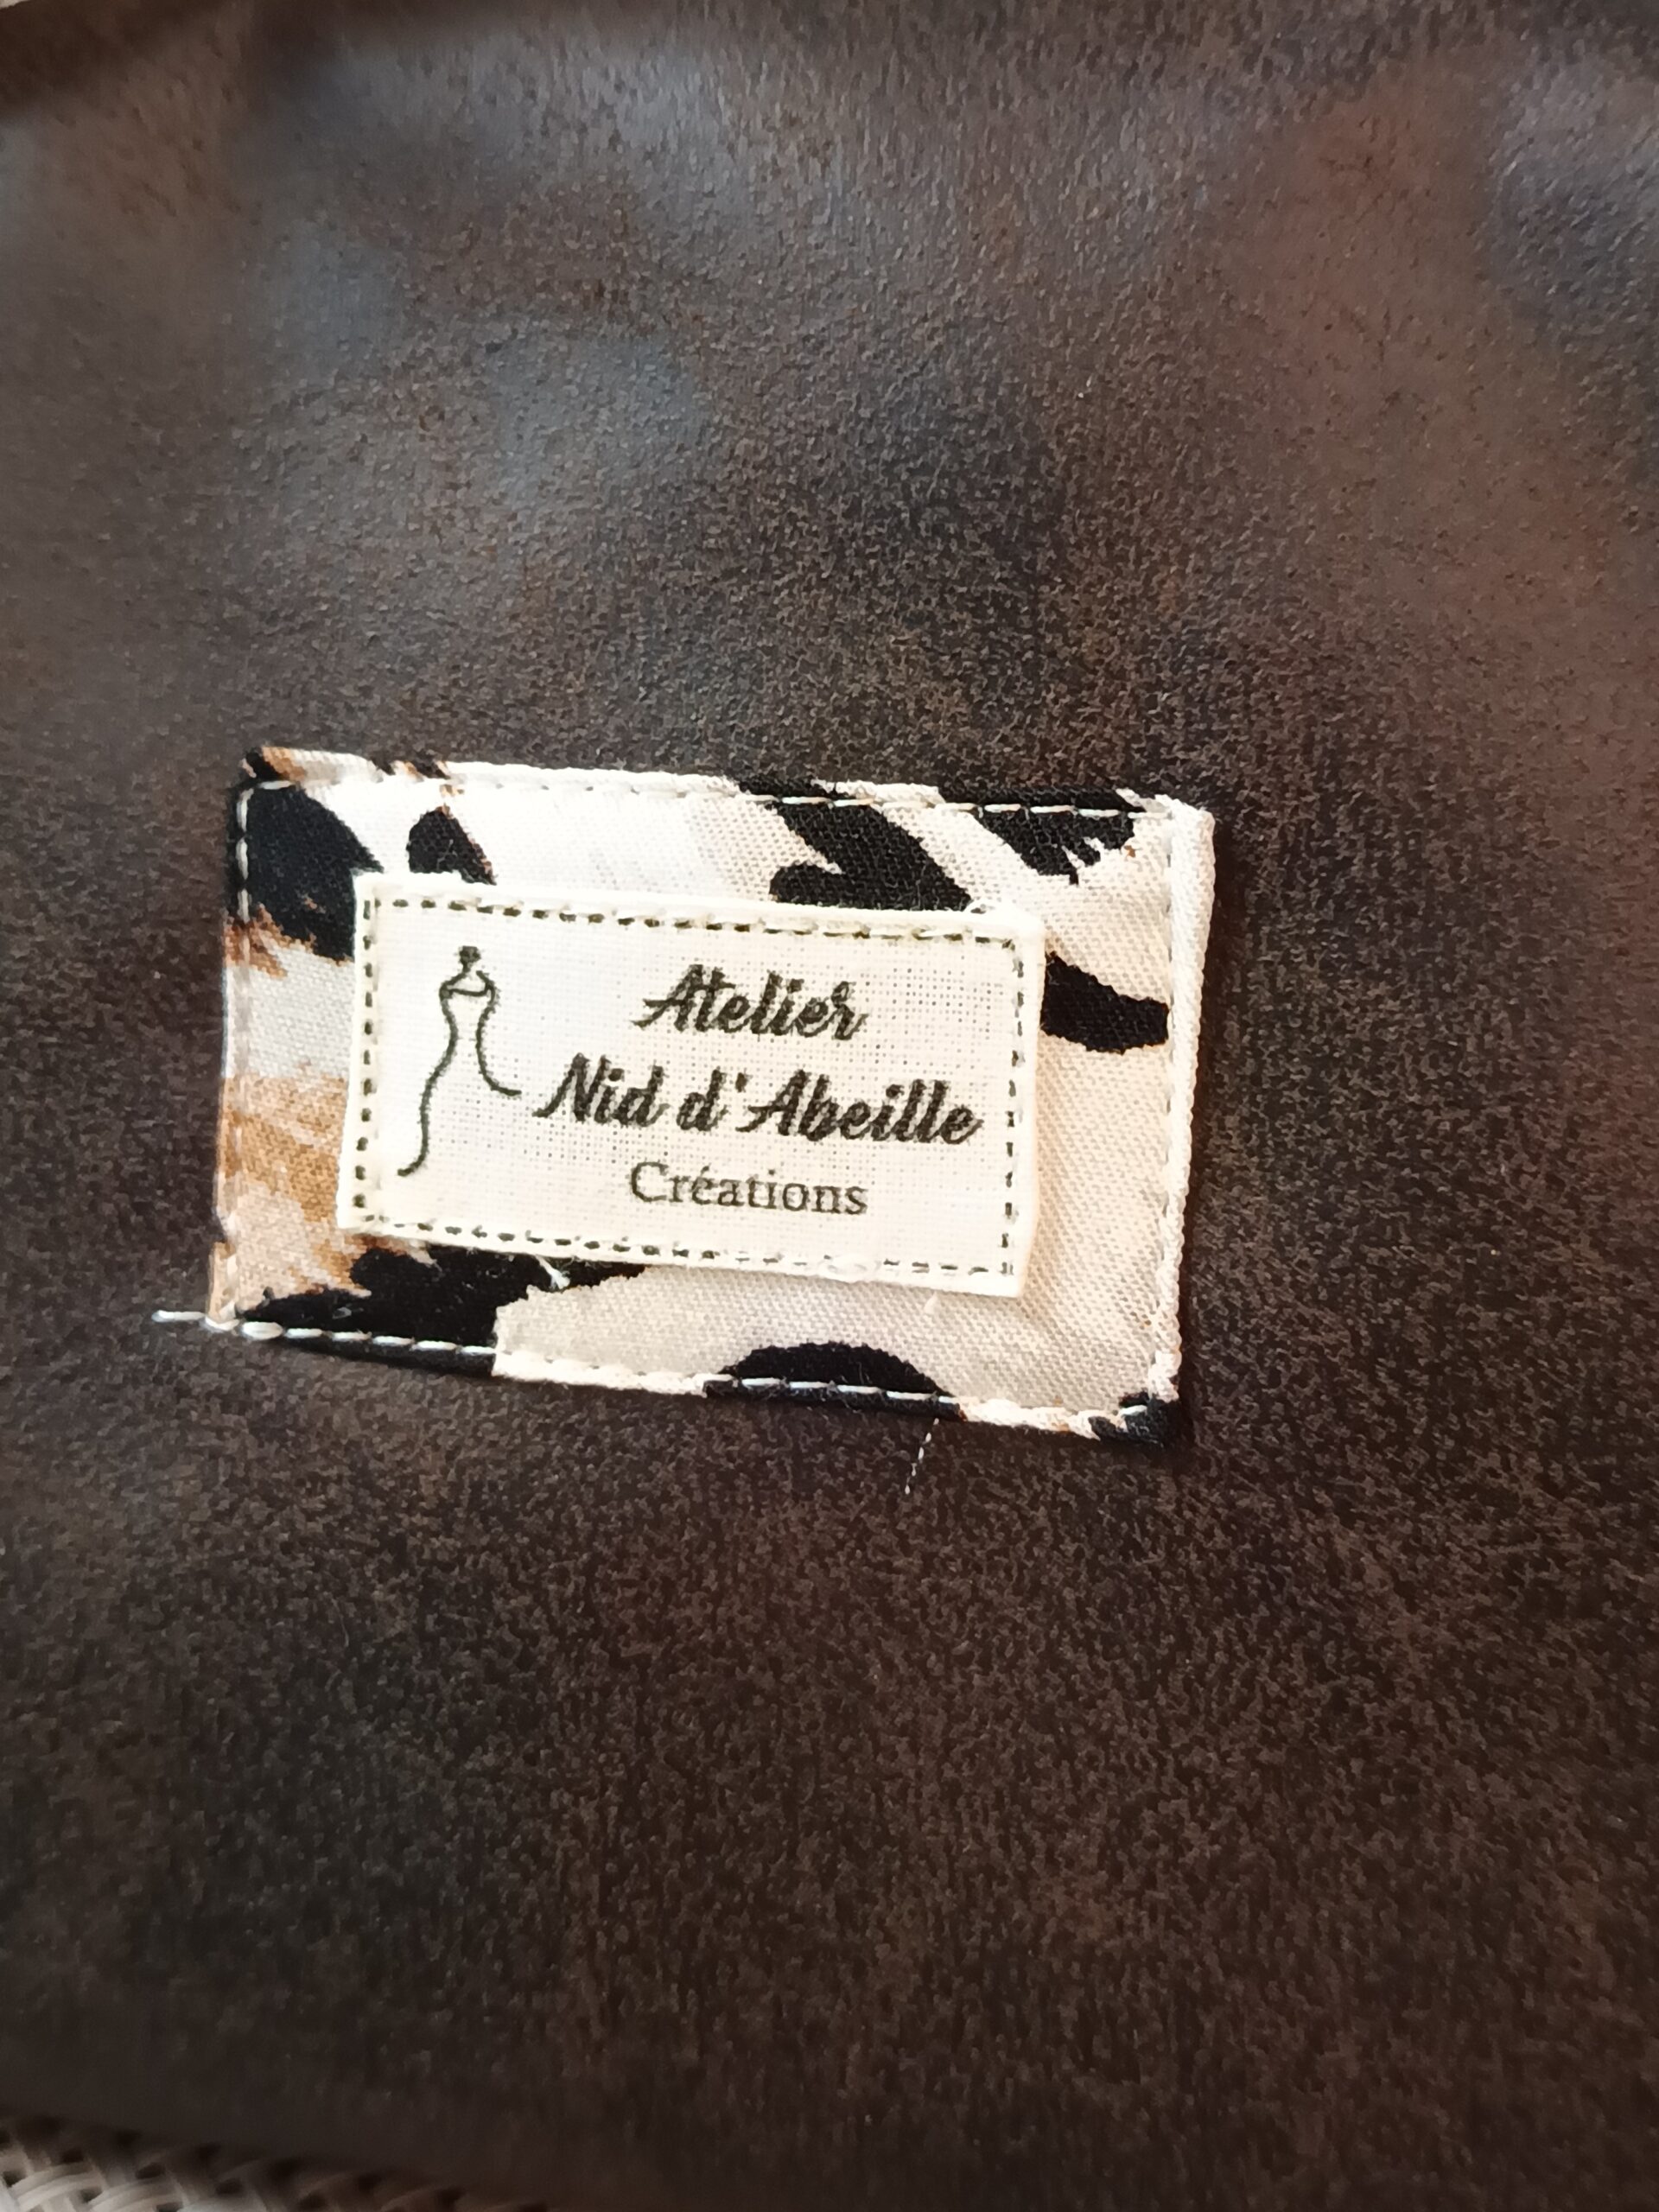 Atelier
Nid d'Abeille
Créations